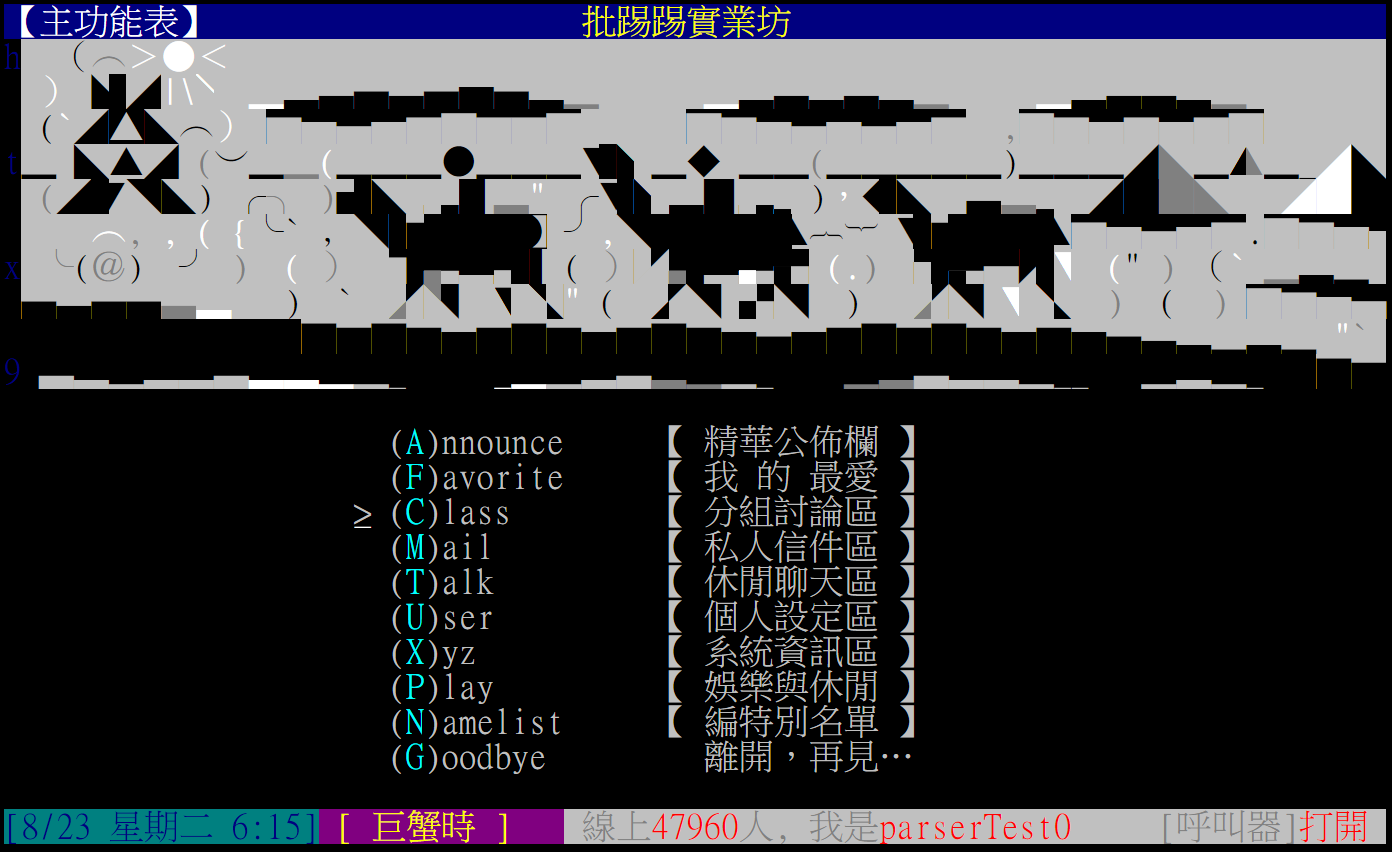 【主功能表】 批踢踢實業坊
h
t
x
9
(A)nnounce 【 精華公佈欄 】
(F)avorite 【 我 的 最愛 】
≥ (C)lass 【 分組討論區 】
(M)ail 【 私人信件區 】
(T)alk 【 休閒聊天區 】
(U)ser 【 個人設定區 】
(X)yz 【 系統資訊區 】
(P)lay 【 娛樂與休閒 】
(N)amelist 【 編特別名單 】
(G)oodbye 離開，再見…
[8/23 星期二 6:15] [ 巨蟹時 ] 線上47960人, 我是parserTest0 [呼叫器]打開